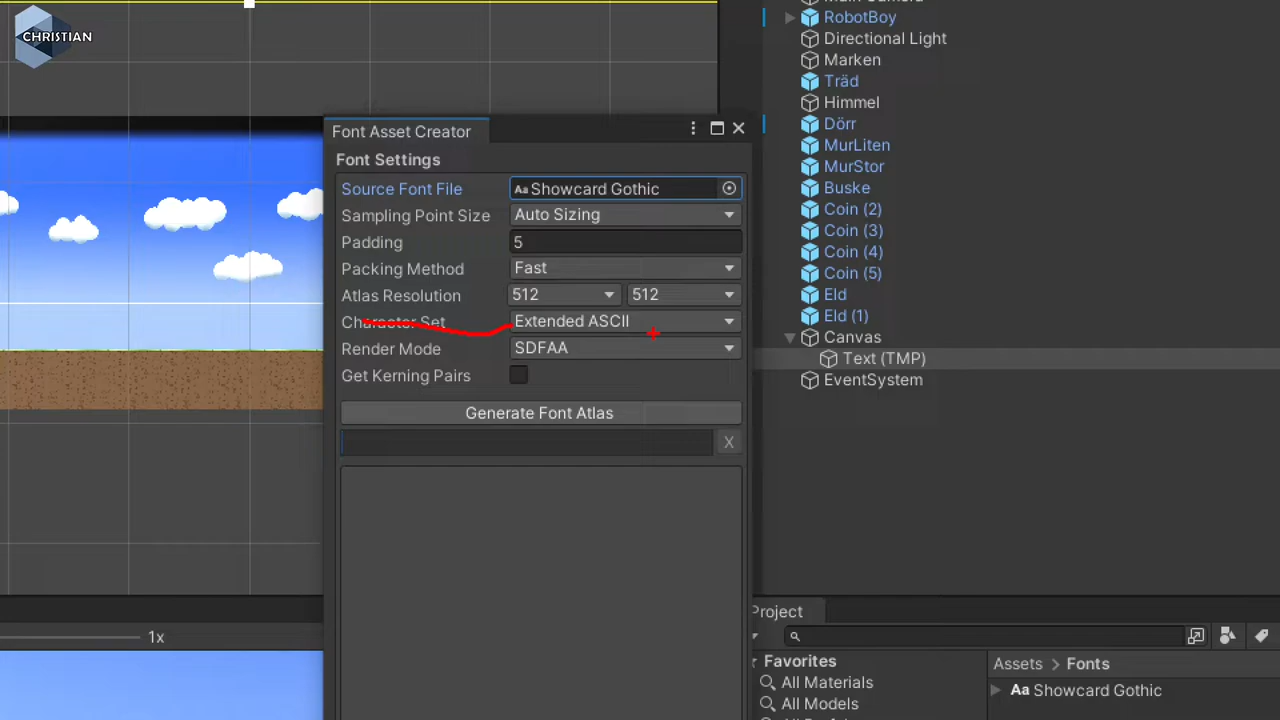 CHRISTIAN
RobotBoy
Directional Light
Marken
Träd
Himmel
Dörr
MurLiten
MurStor
Buske
Coin (2)
Coin (3)
Coin (4)
Coin (5)
Eld
Eld (1)
Canvas
Text (TMP)
EventSystem
Font Asset Creator
Font Settings
Source Font File Aa Showcard Gothic
Sampling Point Size Auto Sizing
Padding 5
Packing Method Fast
Atlas Resolution 512 512
Character Set Extended ASCII
Render Mode SDFAA
Get Kerning Pairs
Generate Font Atlas
X
1x
Project
Favorites
All Materials
All Models
Assets > Fonts
Aa Showcard Gothic